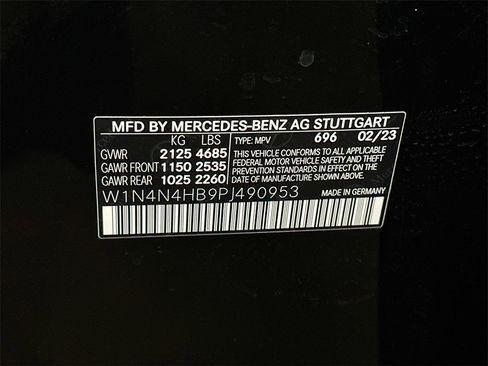 MFD BY MERCEDES-BENZ AG STUTTGART
KG LBS TYPE: MPV 696 02/23
GVWR 2125 4685
GAWR FRONT 1150 2535
GAWR REAR 1025 2260
THIS VEHICLE CONFORMS TO ALL APPLICABLE
FEDERAL MOTOR VEHICLE SAFETY AND THEFT
PREVENTION STANDARDS IN EFFECT ON THE
DATE OF MANUFACTURE SHOWN ABOVE.
W1N4N4HB9PJ490953 MADE IN GERMANY